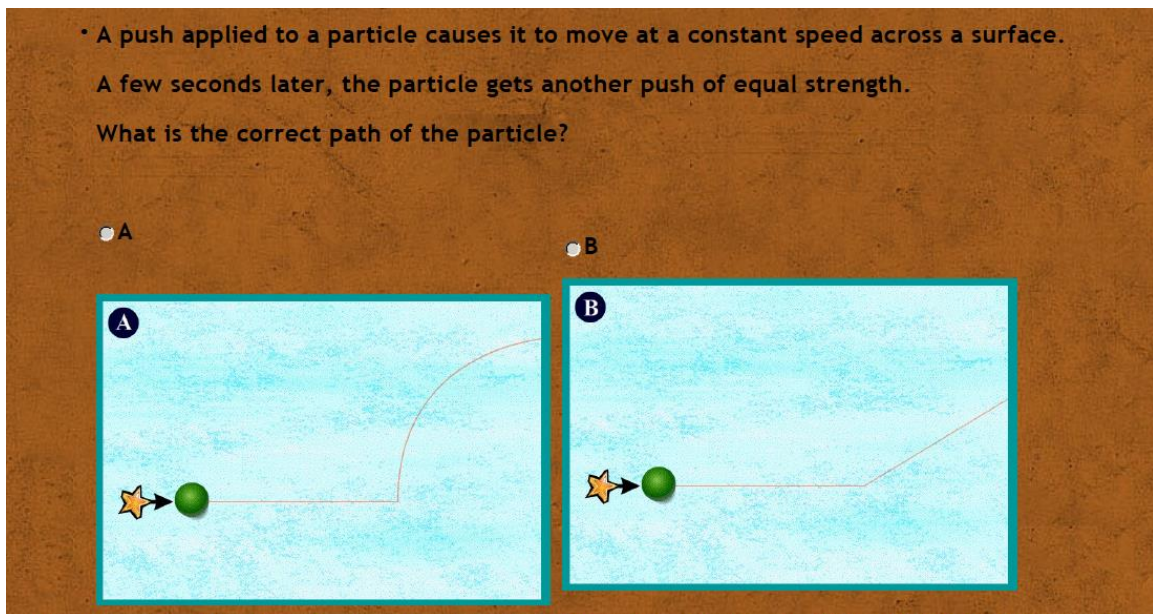 • A push applied to a particle causes it to move at a constant speed across a surface.
A few seconds later, the particle gets another push of equal strength.
What is the correct path of the particle?
A
B
A
B